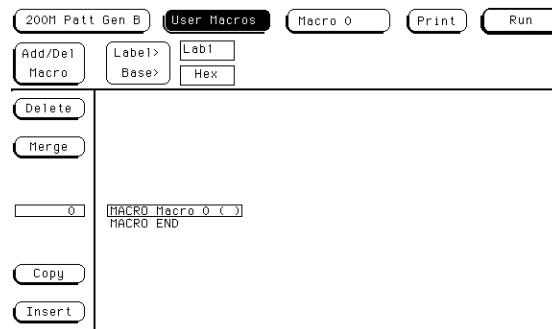 200M Patt Gen B User Macros Macro 0 Print Run
Add/Del Macro Label> Lab1
Base> Hex
Delete
Merge
0 MACRO Macro 0 ( )
MACRO END
Copy
Insert